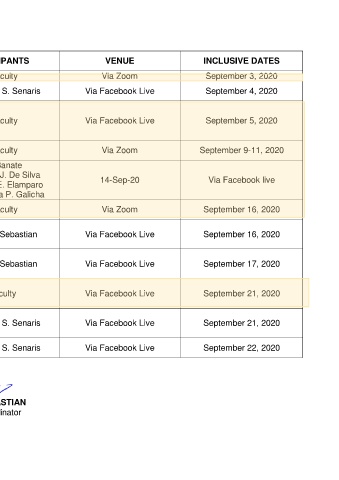 PANTS VENUE INCLUSIVE DATES
culty Via Zoom September 3, 2020
S. Senaris Via Facebook Live September 4, 2020
culty Via Facebook Live September 5, 2020
culty Via Zoom September 9-11, 2020
Banate
J. De Silva
E. Elamparo
a P. Galicha
14-Sep-20 Via Facebook live
culty Via Zoom September 16, 2020
Sebastian Via Facebook Live September 16, 2020
Sebastian Via Facebook Live September 17, 2020
culty Via Facebook Live September 21, 2020
S. Senaris Via Facebook Live September 21, 2020
S. Senaris Via Facebook Live September 22, 2020
ASTIAN
dinator